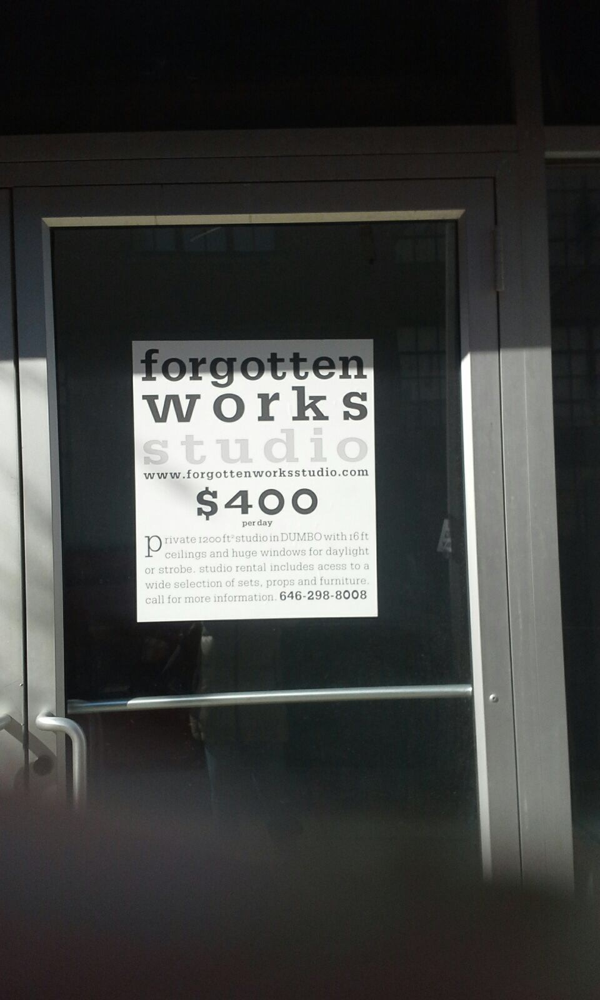 forgotten
works
studio
www.forgottenworksstudio.com
$400
per day
private 1200 ft² studio in DUMBO with 16 ft
ceilings and huge windows for daylight
or strobe. studio rental includes acess to a
wide selection of sets, props and furniture.
call for more information. 646-298-8008